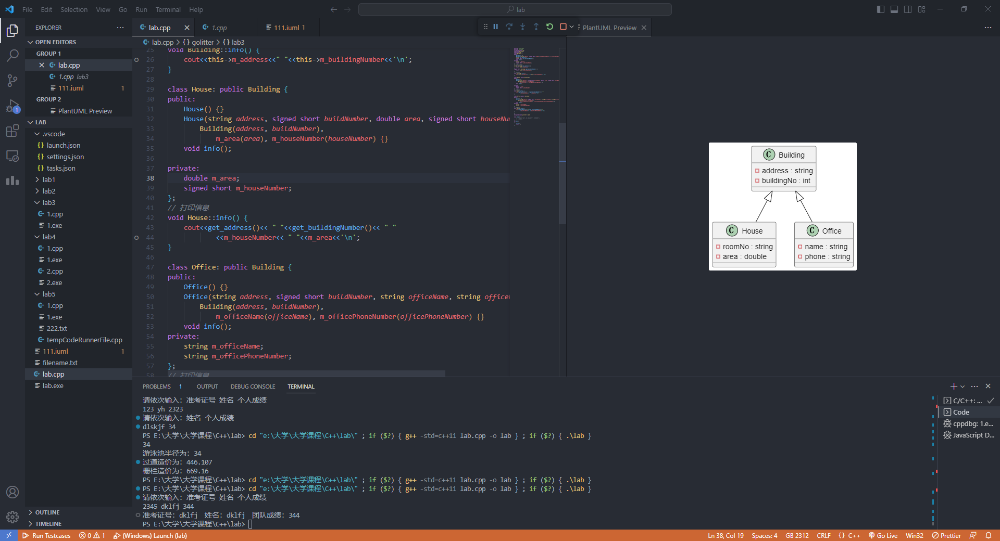 File Edit Selection View Go Run Terminal Help
lab
EXPLORER
OPEN EDITORS
GROUP 1
lab.cpp
1.cpp lab3
111.iuml 1
GROUP 2
PlantUML Preview
1
LAB
.vscode
launch.json
settings.json
tasks.json
lab1
lab2
lab3
1.cpp
1.exe
lab4
1.cpp
1.exe
2.cpp
2.exe
lab5
1.cpp
1.exe
222.txt
tempCodeRunnerFile.cpp
111.iuml 1
filename.txt
lab.cpp
lab.exe
OUTLINE
TIMELINE
lab.cpp 1.cpp 111.iuml 1
PlantUML Preview
lab.cpp > {} golitter > {} lab3
25 void Building::info() {
26 cout<<this->m_address<<" "<<this->m_buildingNumber<<'\n';
27 }
28
29 class House: public Building {
30 public:
31 House() {}
32 House(string address, signed short buildNumber, double area, signed short houseNu
33 Building(address, buildNumber),
34 m_area(area), m_houseNumber(houseNumber) {}
35 void info();
36
37 private:
38 double m_area;
39 signed short m_houseNumber;
40 };
41 // 打印信息
42 void House::info() {
43 cout<<get_address()<< " "<<get_buildingNumber()<< " "
44 <<m_houseNumber<< " "<<m_area<<'\n';
45 }
46
47 class Office: public Building {
48 public:
49 Office() {}
50 Office(string address, signed short buildNumber, string officeName, string office
51 Building(address, buildNumber),
52 m_officeName(officeName), m_officePhoneNumber(officePhoneNumber) {}
53 void info();
54 private:
55 string m_officeName;
56 string m_officePhoneNumber;
57 };
58 // 打印信息
C Building
address : string
buildingNo : int
C House
roomNo : string
area : double
C Office
name : string
phone : string
PROBLEMS 1 OUTPUT DEBUG CONSOLE TERMINAL
请依次输入: 准考证号 姓名 个人成绩
123 yh 2323
请依次输入: 姓名 个人成绩
dlskjf 34
PS E:\大学\大学课程\C++\lab> cd "e:\大学\大学课程\C++\lab\" ; if ($?) { g++ -std=c++11 lab.cpp -o lab } ; if ($?) { .\lab }
34
游泳池半径为: 34
过道造价为: 446.107
栅栏造价为: 669.16
PS E:\大学\大学课程\C++\lab> cd "e:\大学\大学课程\C++\lab\" ; if ($?) { g++ -std=c++11 lab.cpp -o lab } ; if ($?) { .\lab }
PS E:\大学\大学课程\C++\lab> cd "e:\大学\大学课程\C++\lab\" ; if ($?) { g++ -std=c++11 lab.cpp -o lab } ; if ($?) { .\lab }
请依次输入: 准考证号 姓名 个人成绩
2345 dklfj 344
准考证号: dklfj 姓名: dklfj 团队成绩: 344
PS E:\大学\大学课程\C++\lab>
C/C++: ...
Code
cppdbg: 1.e...
JavaScript D...
Run Testcases 0 1 (Windows) Launch (lab)
Ln 38, Col 19 Spaces: 4 GB 2312 CRLF {} C++ Go Live Win32 Prettier